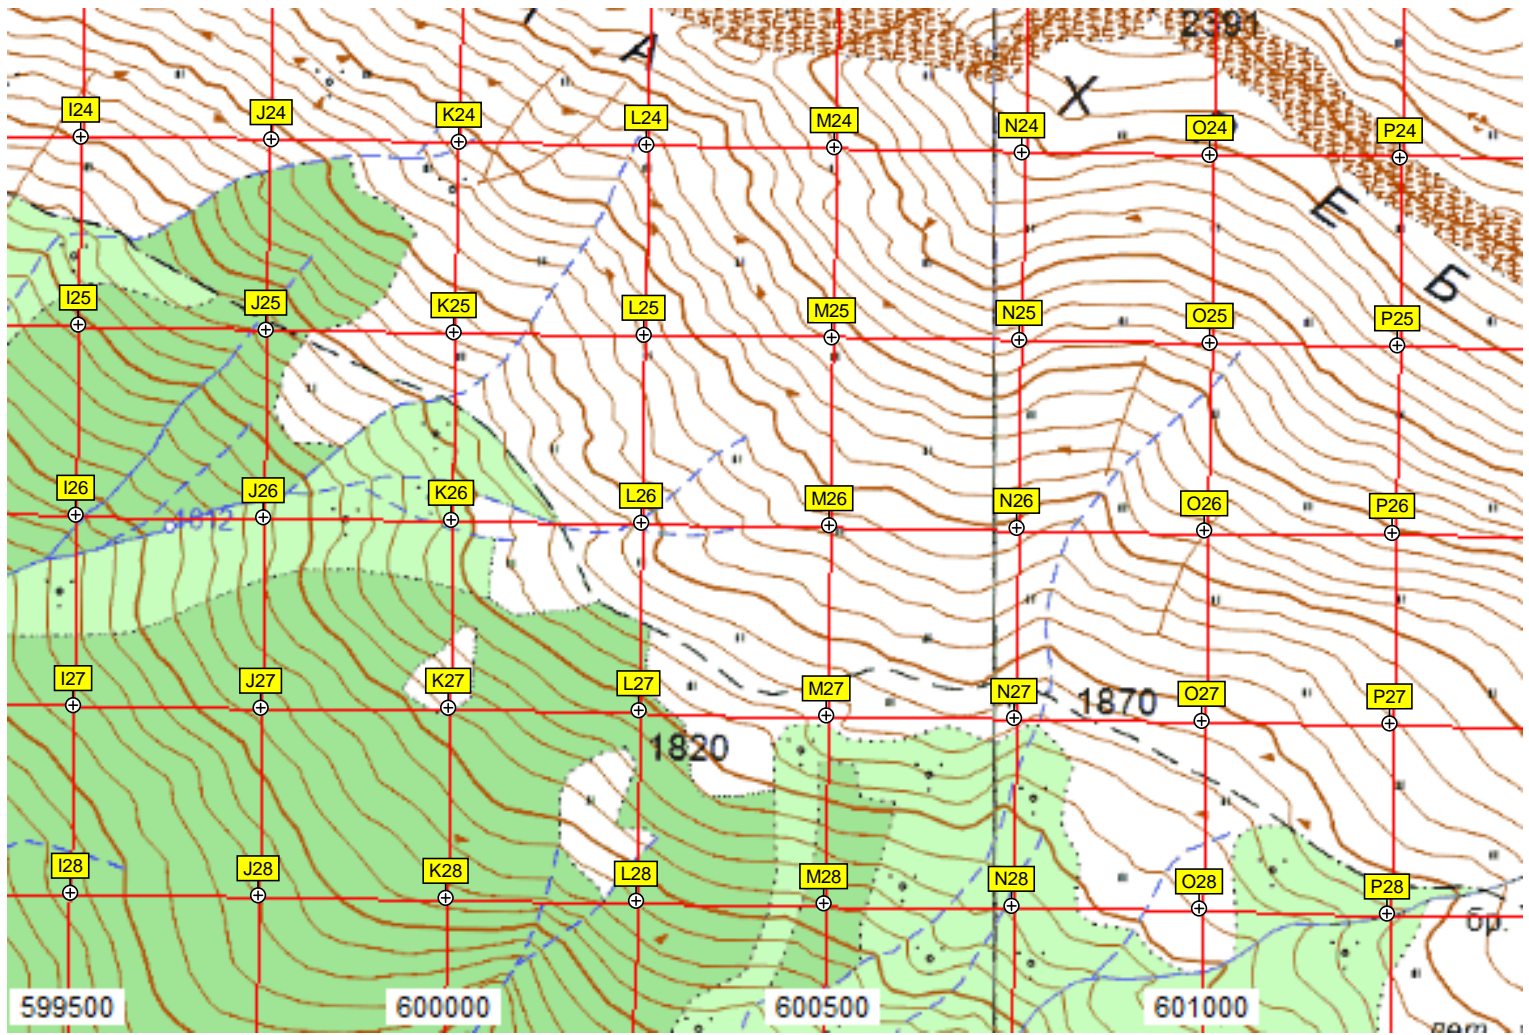 2391
А
Х
I24 J24 K24 L24 M24 N24 O24 P24
Е
Б
I25 J25 K25 L25 M25 N25 O25 P25
I26 J26 K26 L26 M26 N26 O26 P26
1812
I27 J27 K27 L27 M27 N27 O27 P27
1870
1820
I28 J28 K28 L28 M28 N28 O28 P28
бр.
599500 600000 600500 601000